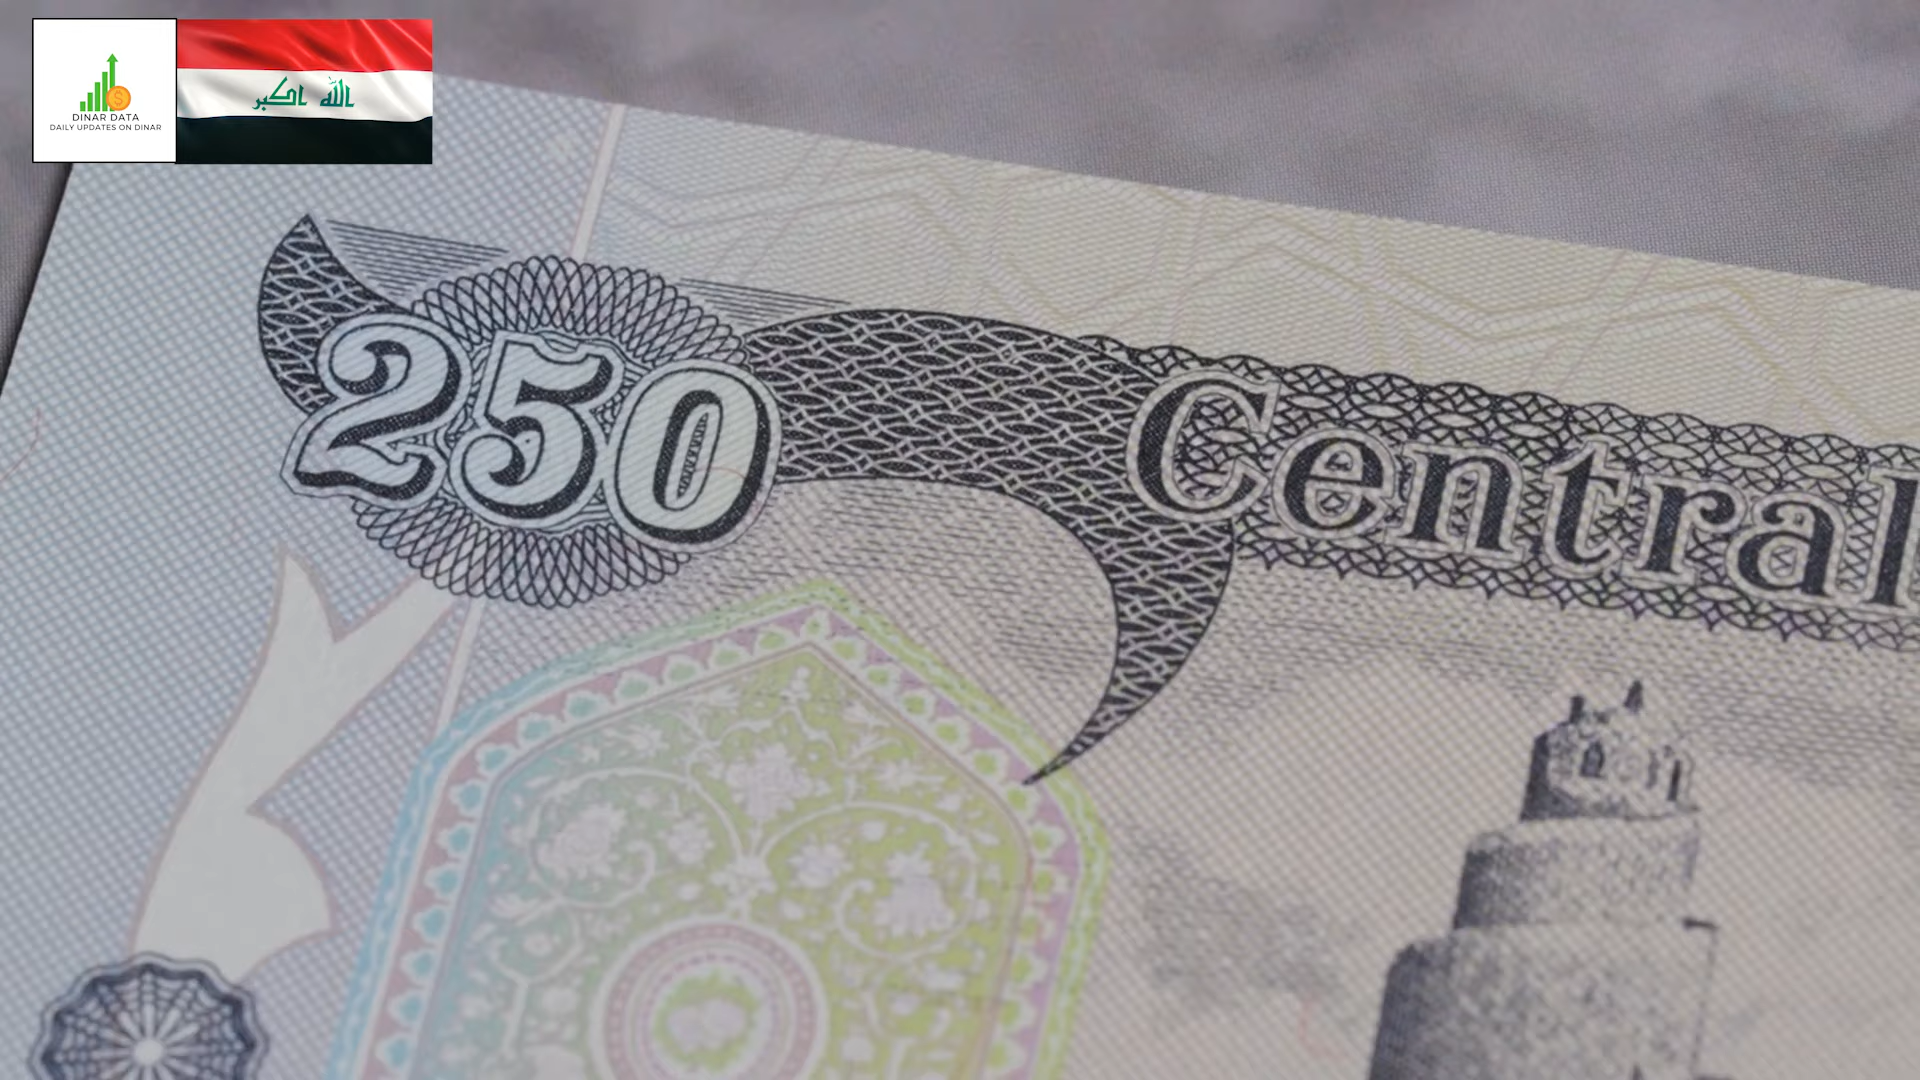 DINAR DATA
DAILY UPDATES ON DINAR
الله اكبر
250
Central